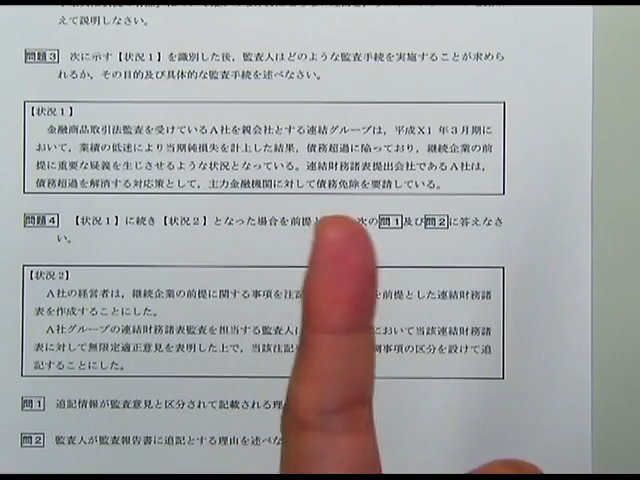 えて説明しなさい。
問題3 次に示す【状況1】を識別した後，監査人はどのような監査手続を実施することが求めら
れるか，その目的及び具体的な監査手続を述べなさい。
【状況1】
金融商品取引法監査を受けているA社を親会社とする連結グループは，平成X1 年3月期に
おいて，業績の低迷により当期純損失を計上した結果，債務超過に陥っており，継続企業の前
提に重要な疑義を生じさせるような状況となっている。連結財務諸表提出会社であるA社は，
債務超過を解消する対応策として，主力金融機関に対して債務免除を要請している。
問題4 【状況1】に続き【状況2】となった場合を前提と 次の問1及び問2に答えなさ
い。
【状況2】
A社の経営者は，継続企業の前提に関する事項を注記 を前提とした連結財務諸
表を作成することにした。
A社グループの連結財務諸表監査を担当する監査人は において当該連結財務諸
表に対して無限定適正意見を表明した上で，当該注記 事項の区分を設けて追
記することにした。
問1 追記情報が監査意見と区分されて記載される理
問2 監査人が監査報告書に追記とする理由を述べな